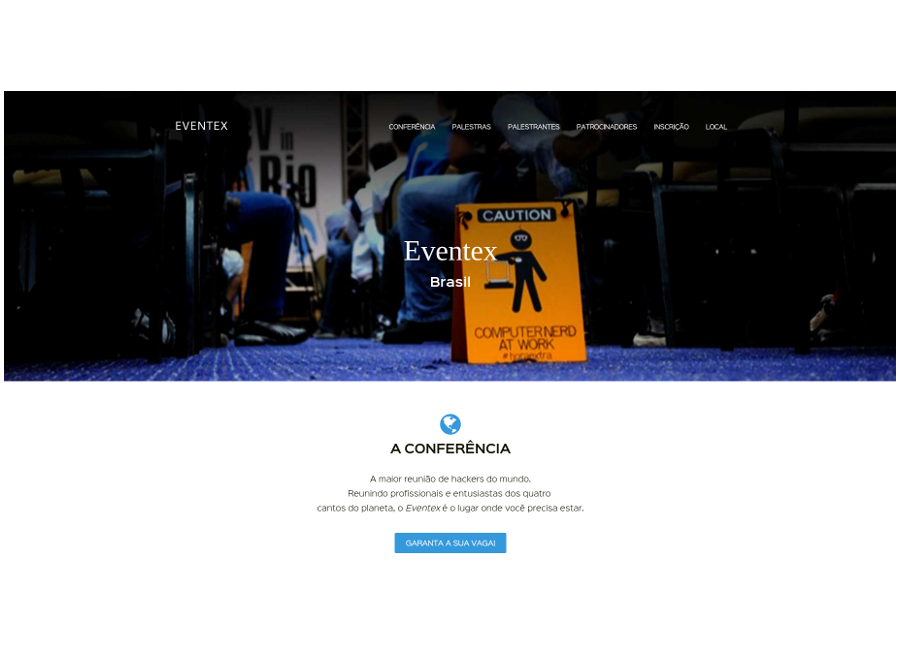 EVENTEX
CONFERÊNCIA PALESTRAS PALESTRANTES PATROCINADORES INSCRIÇÃO LOCAL
V in
Rio
CAUTION
Eventex
Brasil
COMPUTER NERD
AT WORK
#horaextra
A CONFERÊNCIA
A maior reunião de hackers do mundo.
Reunindo profissionais e entusiastas dos quatro
cantos do planeta, o Eventex é o lugar onde você precisa estar.
GARANTA A SUA VAGA!